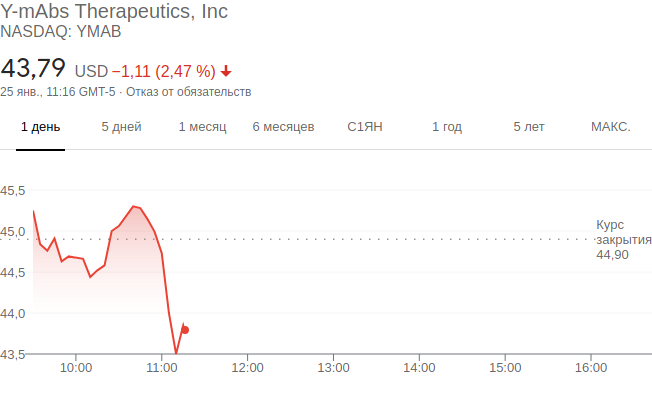 Y-mAbs Therapeutics, Inc
NASDAQ: YMAB
43,79 USD −1,11 (2,47 %)
25 янв., 11:16 GMT-5 · Отказ от обязательств
1 день 5 дней 1 месяц 6 месяцев С1ЯН 1 год 5 лет МАКС.
45,5
45,0
44,5
44,0
43,5
Курс
закрытия
44,90
10:00 11:00 12:00 13:00 14:00 15:00 16:00